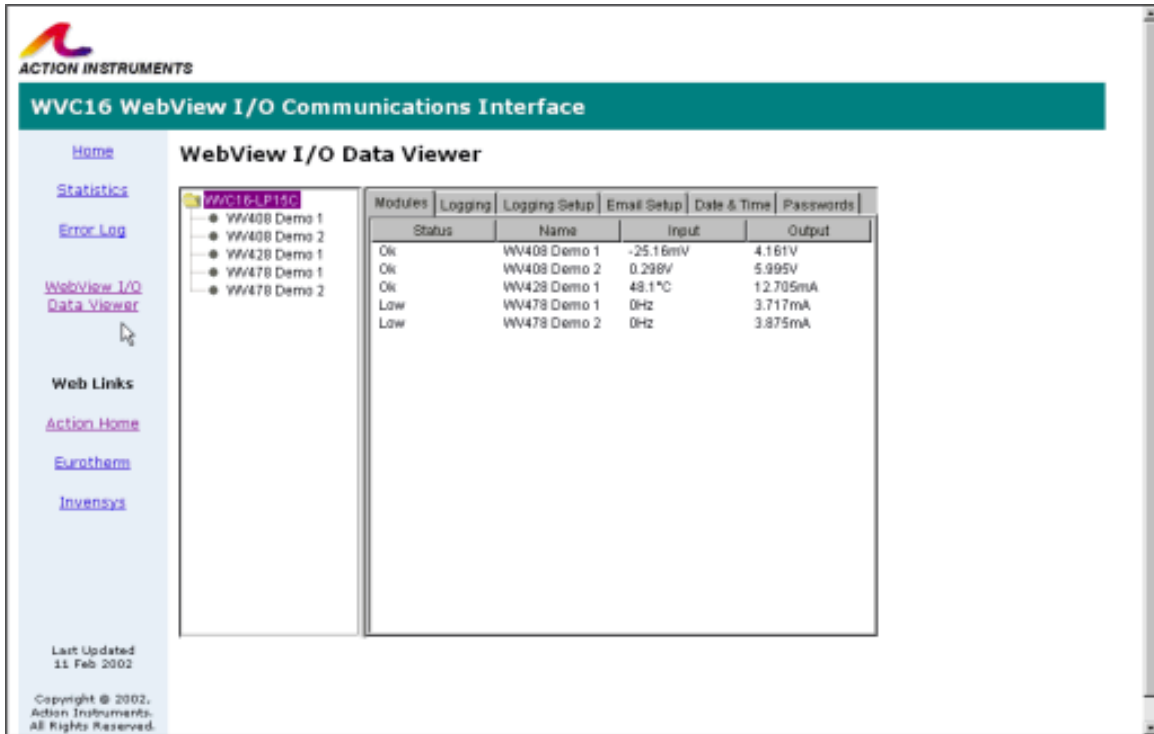 ACTION INSTRUMENTS
WVC16 WebView I/O Communications Interface
Home
Statistics
Error Log
WebView I/O
Data Viewer
Web Links
Action Home
Eurotherm
Invensys
Last Updated
11 Feb 2002
Copyright © 2002.
Action Instruments.
All Rights Reserved.
WebView I/O Data Viewer
WVC16-LP15C
WV408 Demo 1
WV408 Demo 2
WV428 Demo 1
WV478 Demo 1
WV478 Demo 2
Modules Logging Logging Setup Email Setup Date & Time Passwords
Status Name Input Output
Ok WV408 Demo 1 -25.16mV 4.161V
Ok WV408 Demo 2 0.298V 5.995V
Ok WV428 Demo 1 48.1°C 12.705mA
Low WV478 Demo 1 0Hz 3.717mA
Low WV478 Demo 2 0Hz 3.875mA